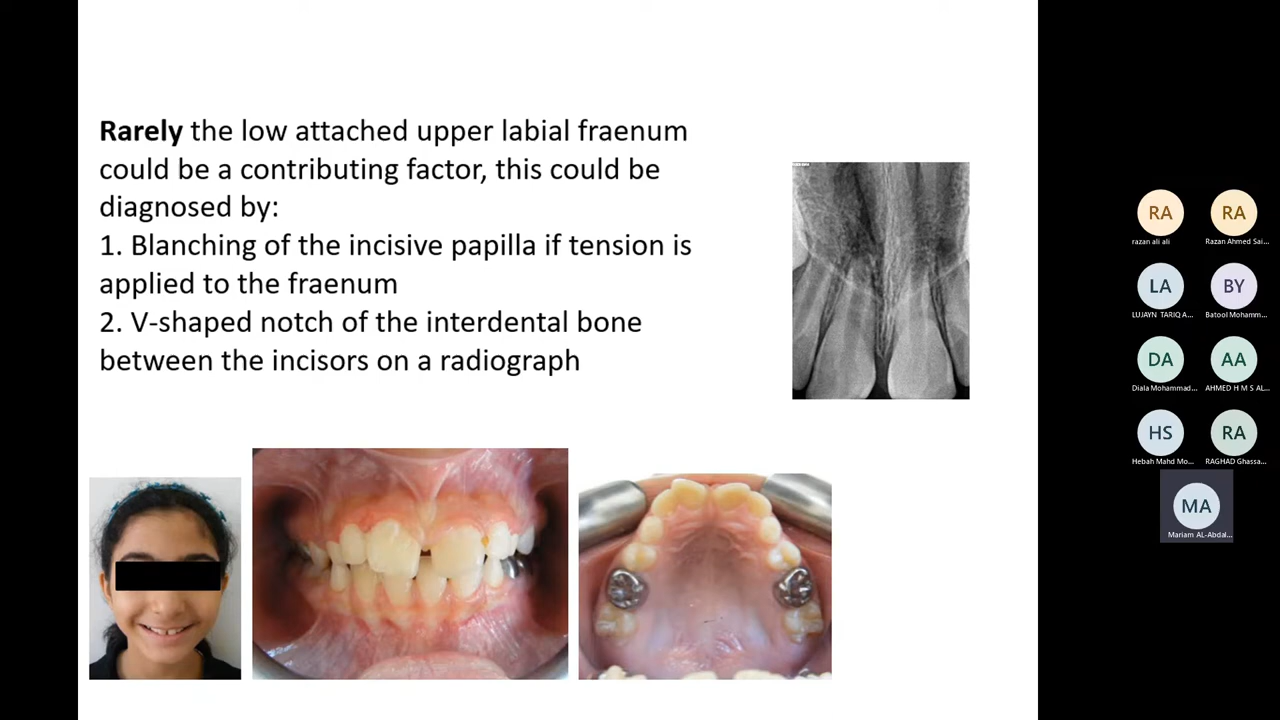 Rarely the low attached upper labial fraenum
could be a contributing factor, this could be
diagnosed by:
1. Blanching of the incisive papilla if tension is
applied to the fraenum
2. V-shaped notch of the interdental bone
between the incisors on a radiograph
RA
razan ali ali
RA
Razan Ahmed Sai...
LA
LUJAYN TARIQ A...
BY
Batool Mohamm...
DA
Diala Mohammad...
AA
AHMED H M S AL...
HS
Hebah Mahd Mo...
RA
RAGHAD Ghassa...
MA
Mariam AL-Abdal...